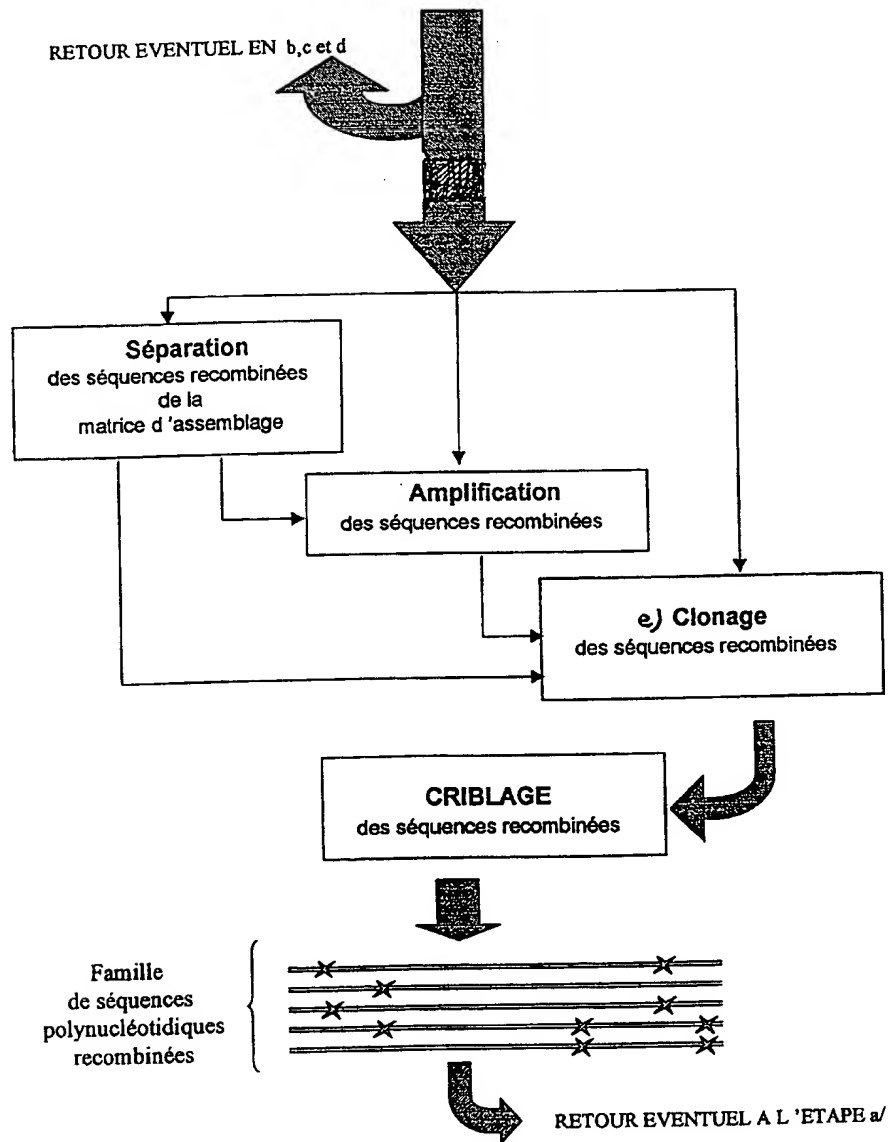 RETOUR EVENTUEL EN b,c et d
Séparation
des séquences recombinées
de la
matrice d 'assemblage
Amplification
des séquences recombinées
e) Clonage
des séquences recombinées
CRIBLAGE
des séquences recombinées
Famille
de séquences
polynucléotidiques
recombinées
RETOUR EVENTUEL A L 'ETAPE a/